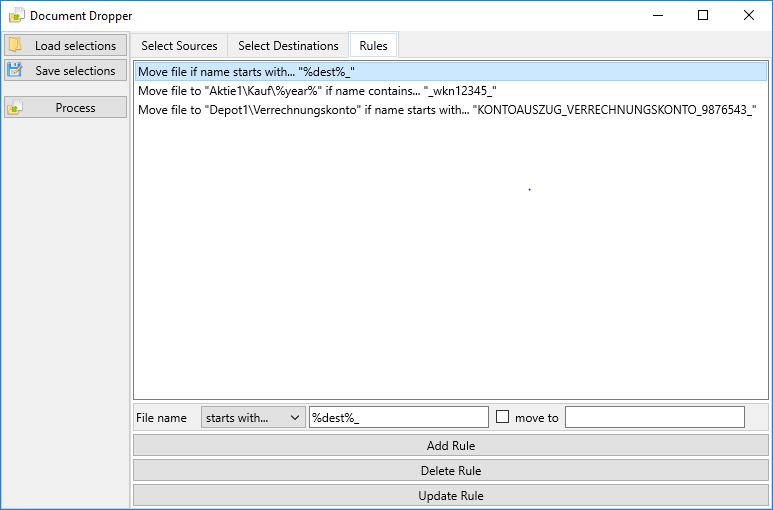 Document Dropper
Load selections
Save selections
Process
Select Sources
Select Destinations
Rules
Move file if name starts with... "%dest%_"
Move file to "Aktie1\Kauf\%year%" if name contains... "_wkn12345_"
Move file to "Depot1\Verrechnungskonto" if name starts with... "KONTOAUSZUG_VERRECHNUNGSKONTO_9876543_"
File name starts with... %dest%_ move to
Add Rule
Delete Rule
Update Rule